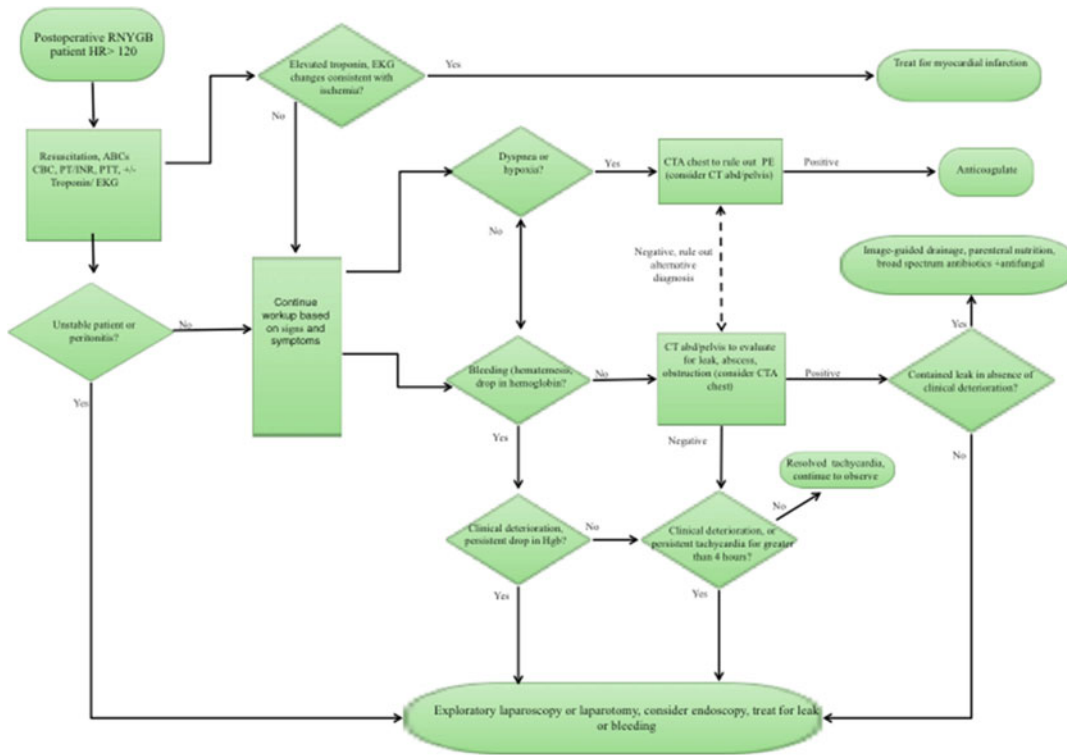 Postoperative RNYGB
patient HR> 120
Elevated troponin, EKG
changes consistent with
ischemia?
Yes
Treat for myocardial infarction
No
Resuscitation, ABCs
CBC, PT/INR, PTT, +/-
Troponin/ EKG
Dyspnea or
hypoxia?
Yes
CTA chest to rule out PE
(consider CT abd/pelvis)
Positive
Anticoagulate
No
Negative, rule out
alternative
diagnosis
Image-guided drainage, parenteral nutrition,
broad spectrum antibiotics +antifungal
Yes
Unstable patient or
peritonitis?
No
Continue
workup based
on signs and
symptoms
Bleeding (hematemesis,
drop in hemoglobin?
No
CT abd/pelvis to evaluate
for leak, abscess,
obstruction (consider CTA
chest)
Positive
Contained leak in absence of
clinical deterioration?
Yes
Yes
Negative
No
Resolved tachycardia,
continue to observe
No
Clinical deterioration,
persistent drop in Hgb?
No
Clinical deterioration, or
persistent tachycardia for greater
than 4 hours?
Yes
Yes
Exploratory laparoscopy or laparotomy, consider endoscopy, treat for leak
or bleeding